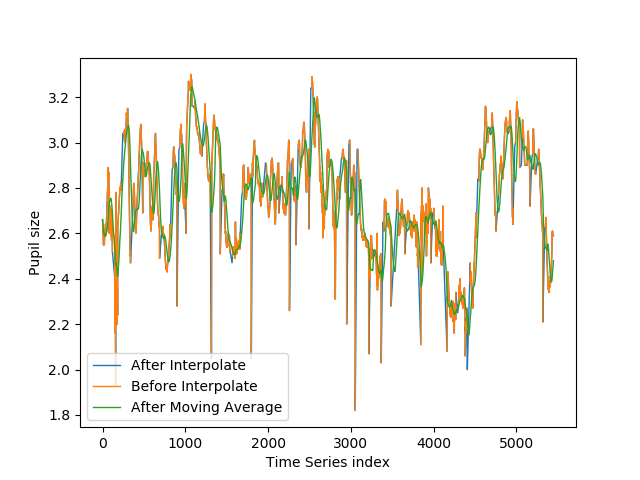 3.2
3.0
2.8
2.6
2.4
2.2
2.0
1.8
Pupil size
After Interpolate
Before Interpolate
After Moving Average
0 1000 2000 3000 4000 5000
Time Series index